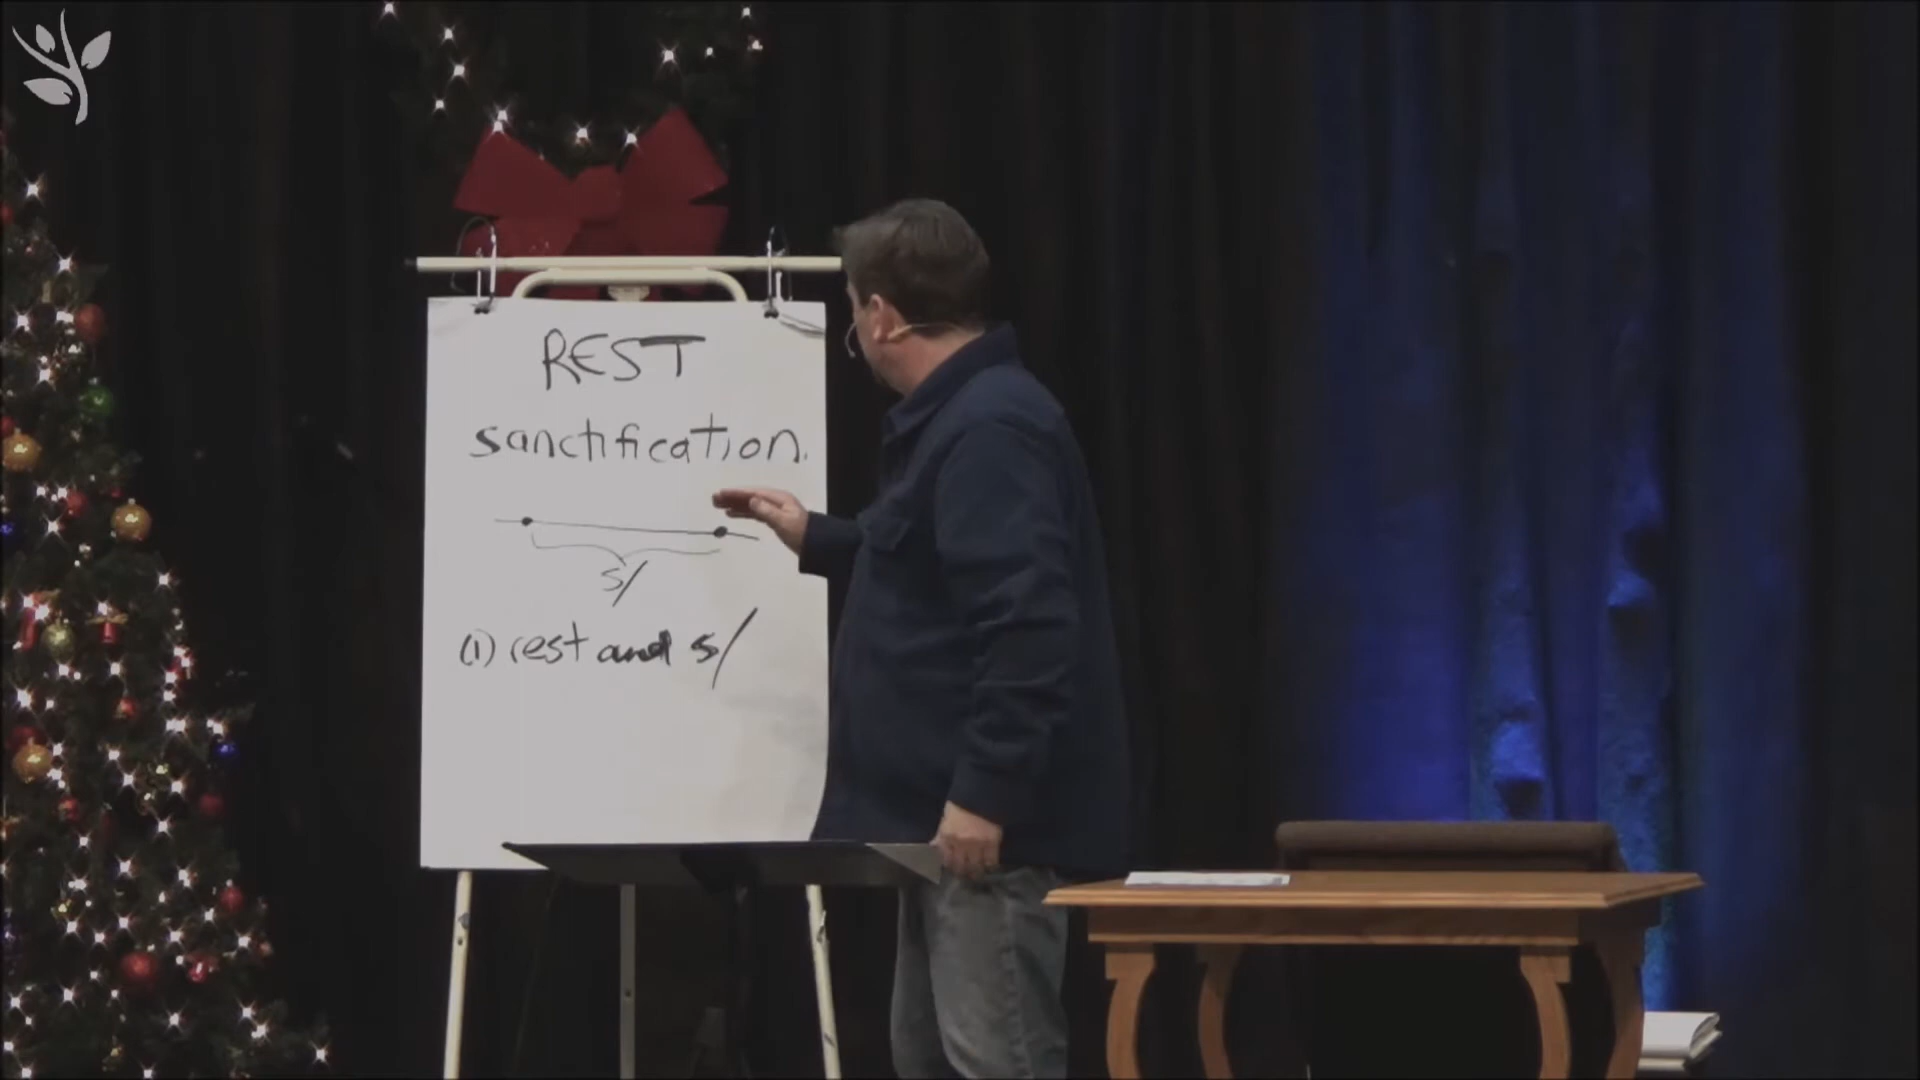 REST
sanctification.
s/
(1) rest and s/